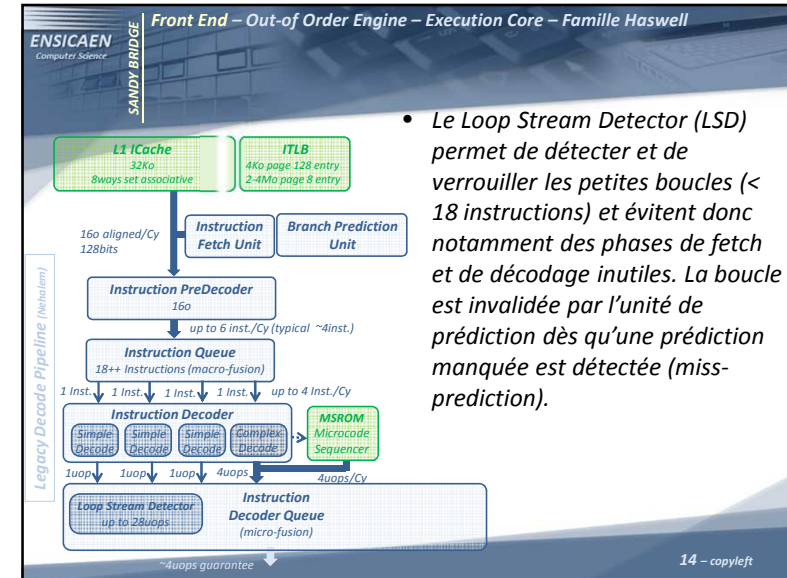 Front End – Out-of Order Engine – Execution Core – Famille Haswell
ENSICAEN
Computer Science
SANDY BRIDGE
L1 ICache
32Ko
8ways set associative
ITLB
4Ko page 128 entry
2-4Mo page 8 entry
16o aligned/Cy
128bits
Instruction
Fetch Unit
Branch Prediction
Unit
Instruction PreDecoder
16o
up to 6 inst./Cy (typical ~4inst.)
Instruction Queue
18++ Instructions (macro-fusion)
1 Inst. 1 Inst. 1 Inst. 1 Inst. up to 4 Inst./Cy
Instruction Decoder
Simple
Decode
Simple
Decode
Simple
Decode
Complex
Decode
MSROM
Microcode
Sequencer
1uop 1uop 1uop 4uops
4uops/Cy
Loop Stream Detector
up to 28uops
Instruction
Decoder Queue
(micro-fusion)
~4uops guarantee
Legacy Decode Pipeline (Nehalem)
• Le Loop Stream Detector (LSD)
permet de détecter et de
verrouiller les petites boucles (<
18 instructions) et évitent donc
notamment des phases de fetch
et de décodage inutiles. La boucle
est invalidée par l’unité de
prédiction dès qu’une prédiction
manquée est détectée (miss-
prediction).
14 – copyleft